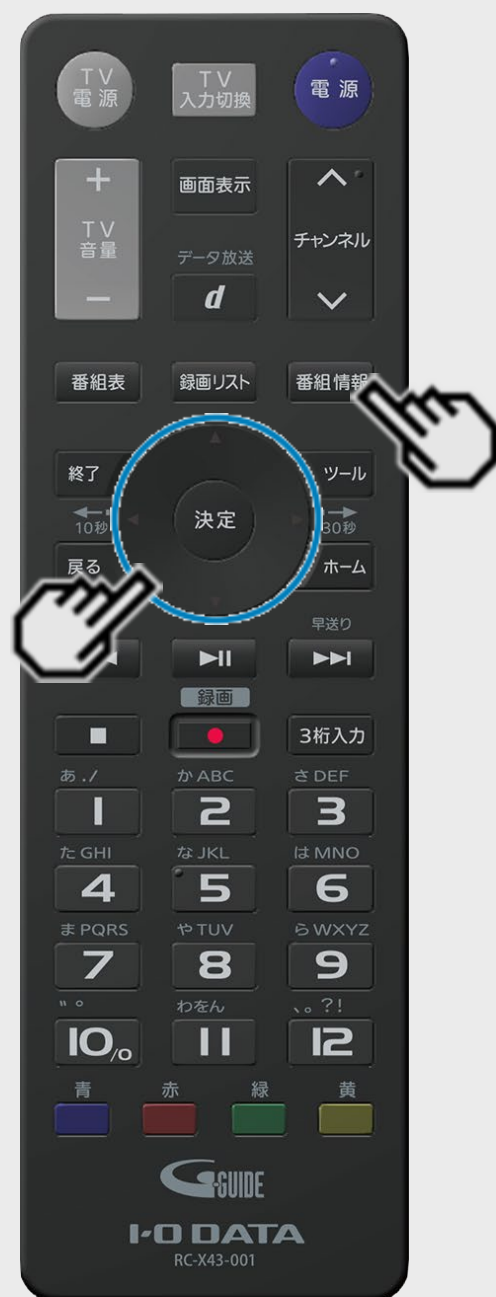 TV
電源
TV
入力切換
電源
+
TV
音量
−
画面表示
チャンネル
データ放送
d
番組表
録画リスト
番組情報
終了
ツール
10秒
決定
30秒
戻る
ホーム
早送り
録画
3桁入力
あ ./
か ABC
さ DEF
1
2
3
た GHI
な JKL
は MNO
4
5
6
ま PQRS
や TUV
ら WXYZ
7
8
9
゛゜
わをん
、。?!
10/0
11
12
青
赤
緑
黄
G-GUIDE
I-O DATA
RC-X43-001